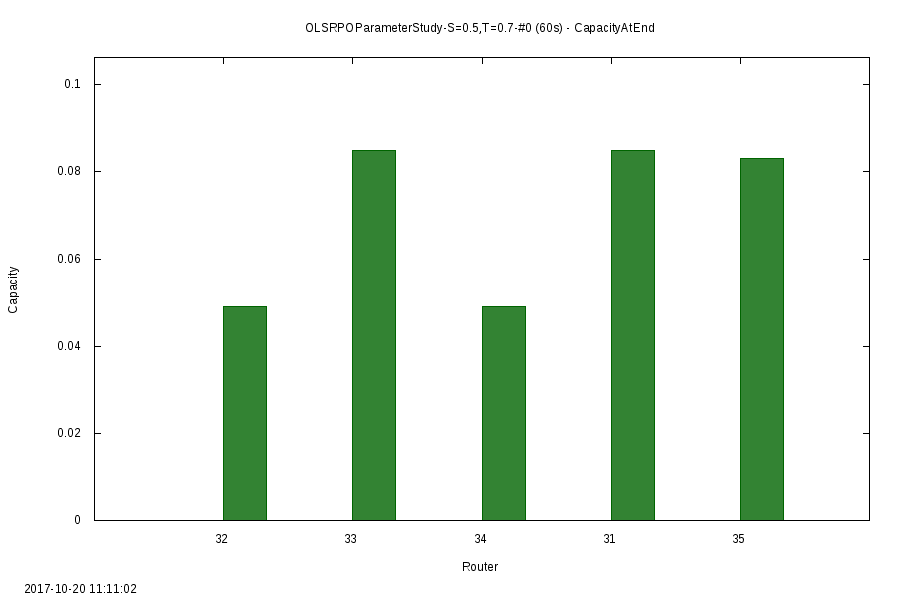 OLSRPOParameterStudy-S=0.5,T=0.7-#0 (60s) - CapacityAtEnd
0.1
0.08
0.06
0.04
0.02
0
Capacity
32 33 34 31 35
Router
2017-10-20 11:11:02